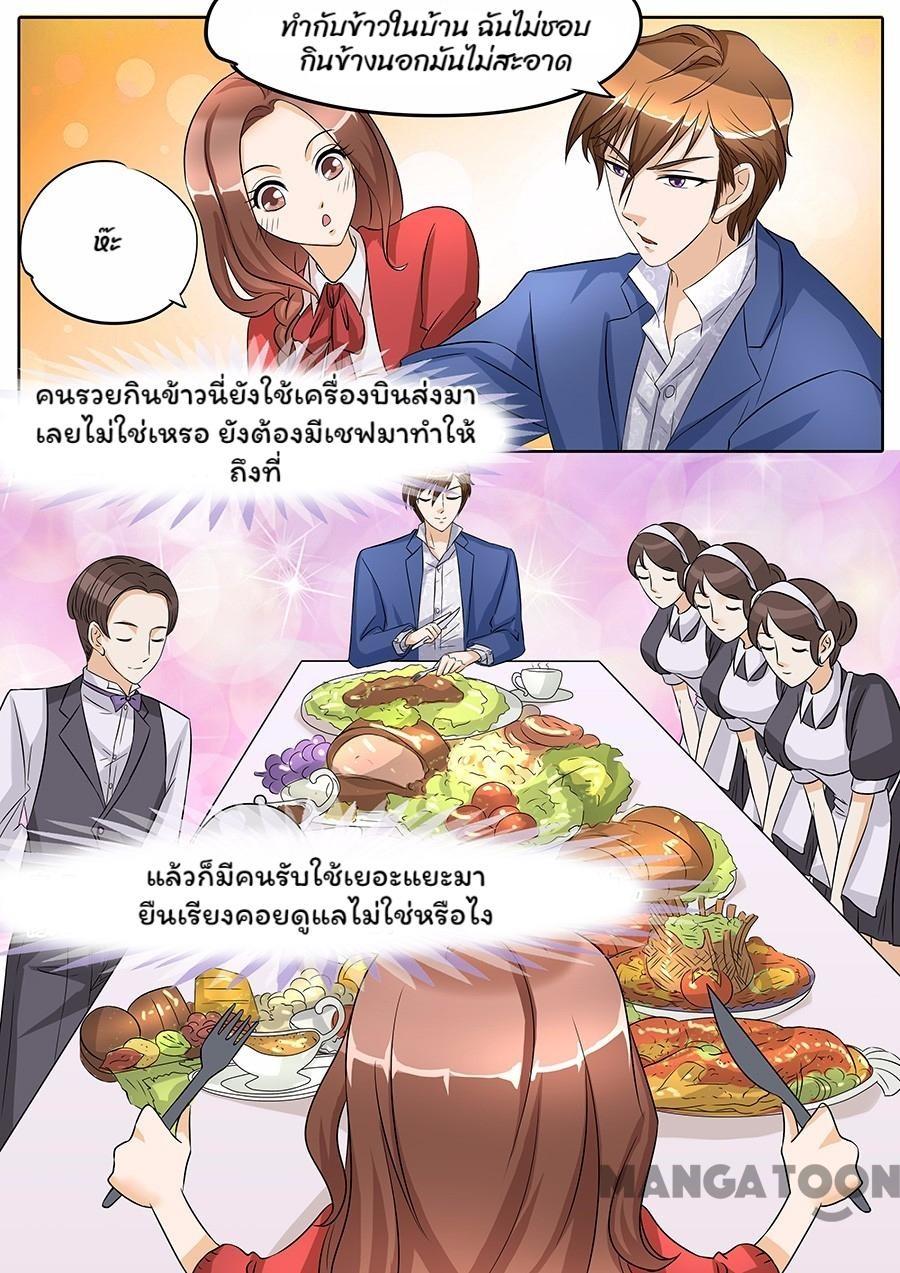 ทำกับข้าวในบ้าน ฉันไม่ชอบ
กินข้างนอกมันไม่สะอาด
ห๊ะ
คนรวยกินข้าวนี่ยังใช้เครื่องบินส่งมา
เลยไม่ใช่เหรอ ยังต้องมีเชฟมาทำให้
ถึงที่
แล้วก็มีคนรับใช้เยอะแยะมา
ยืนเรียงคอยดูแลไม่ใช่หรือไง
MANGATOON